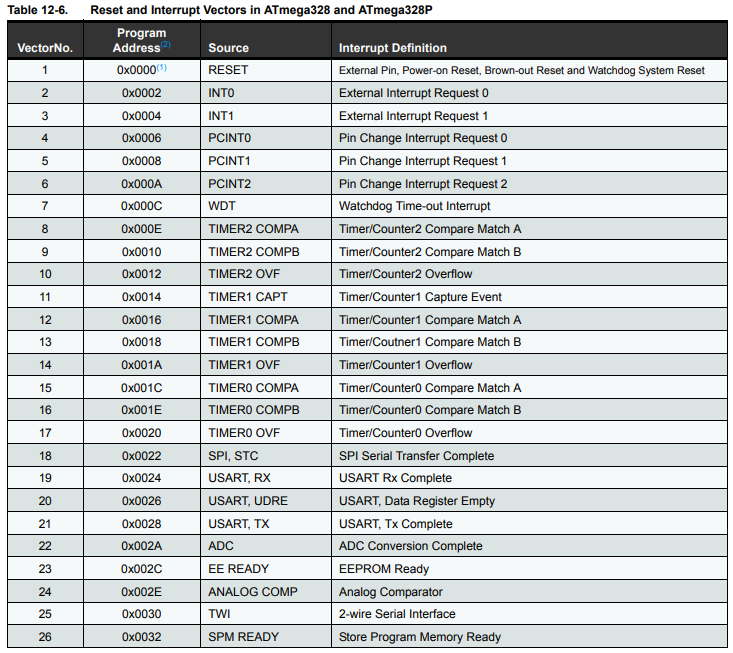 Table 12-6. Reset and Interrupt Vectors in ATmega328 and ATmega328P
VectorNo. Program Address(2) Source Interrupt Definition
1 0x0000(1) RESET External Pin, Power-on Reset, Brown-out Reset and Watchdog System Reset
2 0x0002 INT0 External Interrupt Request 0
3 0x0004 INT1 External Interrupt Request 1
4 0x0006 PCINT0 Pin Change Interrupt Request 0
5 0x0008 PCINT1 Pin Change Interrupt Request 1
6 0x000A PCINT2 Pin Change Interrupt Request 2
7 0x000C WDT Watchdog Time-out Interrupt
8 0x000E TIMER2 COMPA Timer/Counter2 Compare Match A
9 0x0010 TIMER2 COMPB Timer/Counter2 Compare Match B
10 0x0012 TIMER2 OVF Timer/Counter2 Overflow
11 0x0014 TIMER1 CAPT Timer/Counter1 Capture Event
12 0x0016 TIMER1 COMPA Timer/Counter1 Compare Match A
13 0x0018 TIMER1 COMPB Timer/Coutner1 Compare Match B
14 0x001A TIMER1 OVF Timer/Counter1 Overflow
15 0x001C TIMER0 COMPA Timer/Counter0 Compare Match A
16 0x001E TIMER0 COMPB Timer/Counter0 Compare Match B
17 0x0020 TIMER0 OVF Timer/Counter0 Overflow
18 0x0022 SPI, STC SPI Serial Transfer Complete
19 0x0024 USART, RX USART Rx Complete
20 0x0026 USART, UDRE USART, Data Register Empty
21 0x0028 USART, TX USART, Tx Complete
22 0x002A ADC ADC Conversion Complete
23 0x002C EE READY EEPROM Ready
24 0x002E ANALOG COMP Analog Comparator
25 0x0030 TWI 2-wire Serial Interface
26 0x0032 SPM READY Store Program Memory Ready